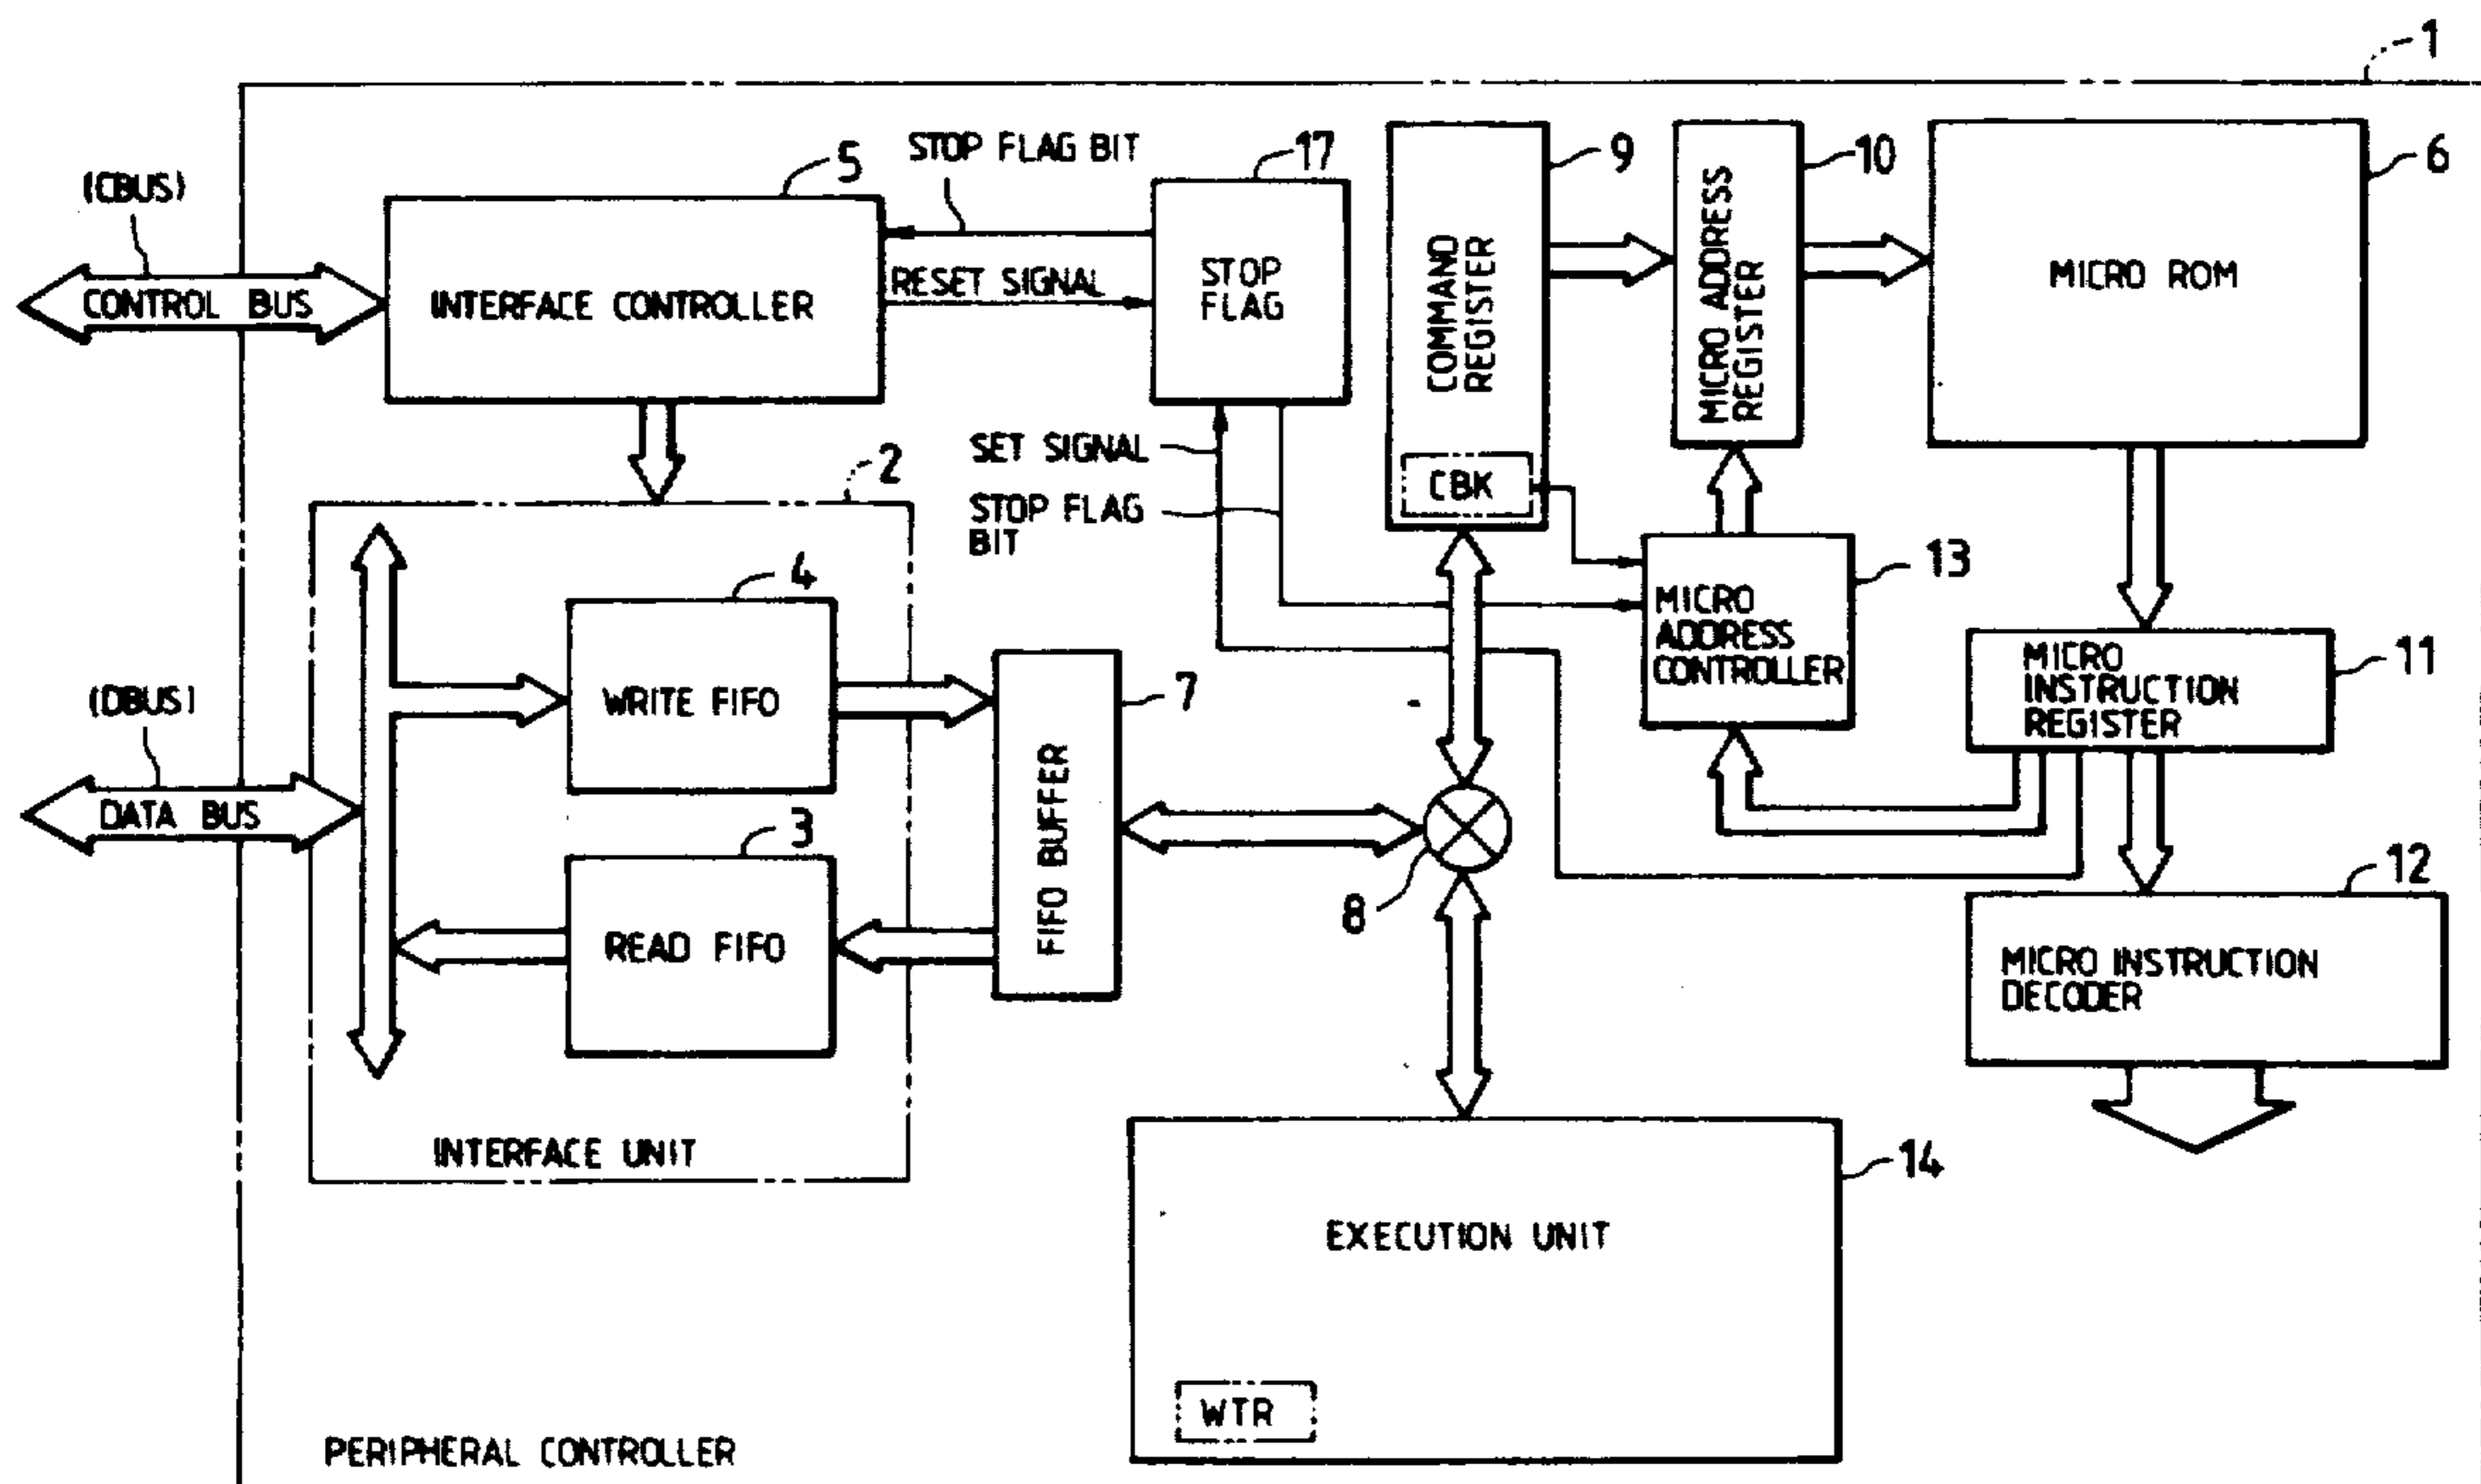 1
STOP FLAG BIT
17
5
9
10
6
(CBUS)
CONTROL BUS
INTERFACE CONTROLLER
RESET SIGNAL
STOP
FLAG
COMMAND
REGISTER
CBK
MICRO ADDRESS
REGISTER
MICRO ROM
SET SIGNAL
STOP FLAG
BIT
2
4
13
MICRO
ADDRESS
CONTROLLER
MICRO
INSTRUCTION
REGISTER
11
(DBUS)
DATA BUS
WRITE FIFO
7
FIFO BUFFER
3
READ FIFO
8
12
MICRO INSTRUCTION
DECODER
INTERFACE UNIT
14
EXECUTION UNIT
WTR
PERIPHERAL CONTROLLER